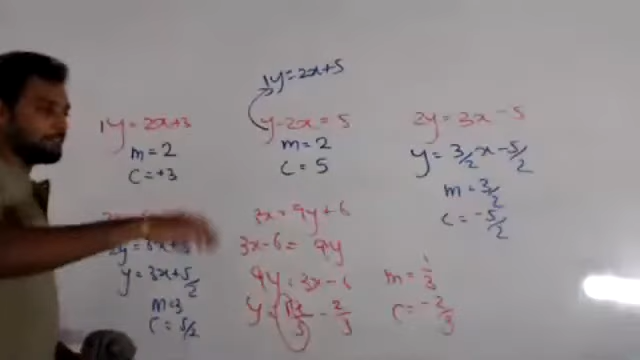 1y = 2x+5
1y = 2x+3
m = 2
c = +3
y-2x = 5
m = 2
c = 5
2y = 3x - 5
y = 3/2 x - 5/2
m = 3/2
c = -5/2
y = 3x+5/2
m=3
c = 5/2
3x = 9y + 6
3x-6 = 9y
9y = 3x - 6
- 2/3
m = 1/3
c = -2/3